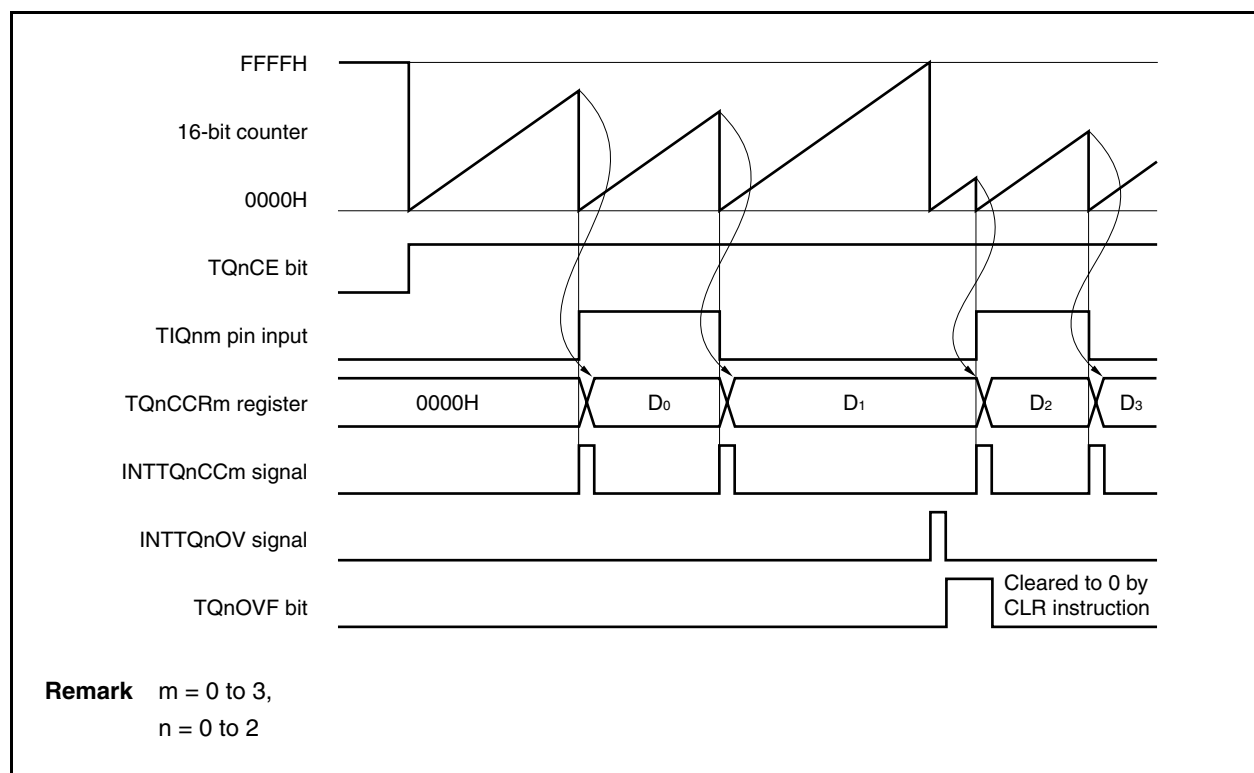 FFFFH
16-bit counter
0000H
TQnCE bit
TIQnm pin input
TQnCCRm register
0000H D0 D1 D2 D3
INTTQnCCm signal
INTTQnOV signal
TQnOVF bit
Cleared to 0 by
CLR instruction
Remark m = 0 to 3,
n = 0 to 2